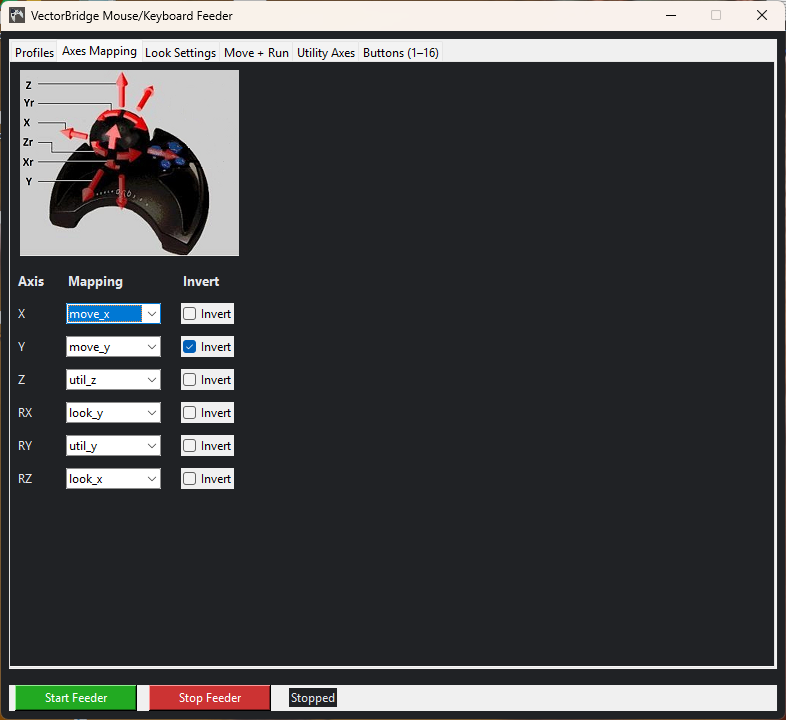 VectorBridge Mouse/Keyboard Feeder
Profiles Axes Mapping Look Settings Move + Run Utility Axes Buttons (1–16)
Z
Yr
X
Zr
Xr
Y
Axis Mapping Invert
X move_x Invert
Y move_y Invert
Z util_z Invert
RX look_y Invert
RY util_y Invert
RZ look_x Invert
Start Feeder Stop Feeder Stopped